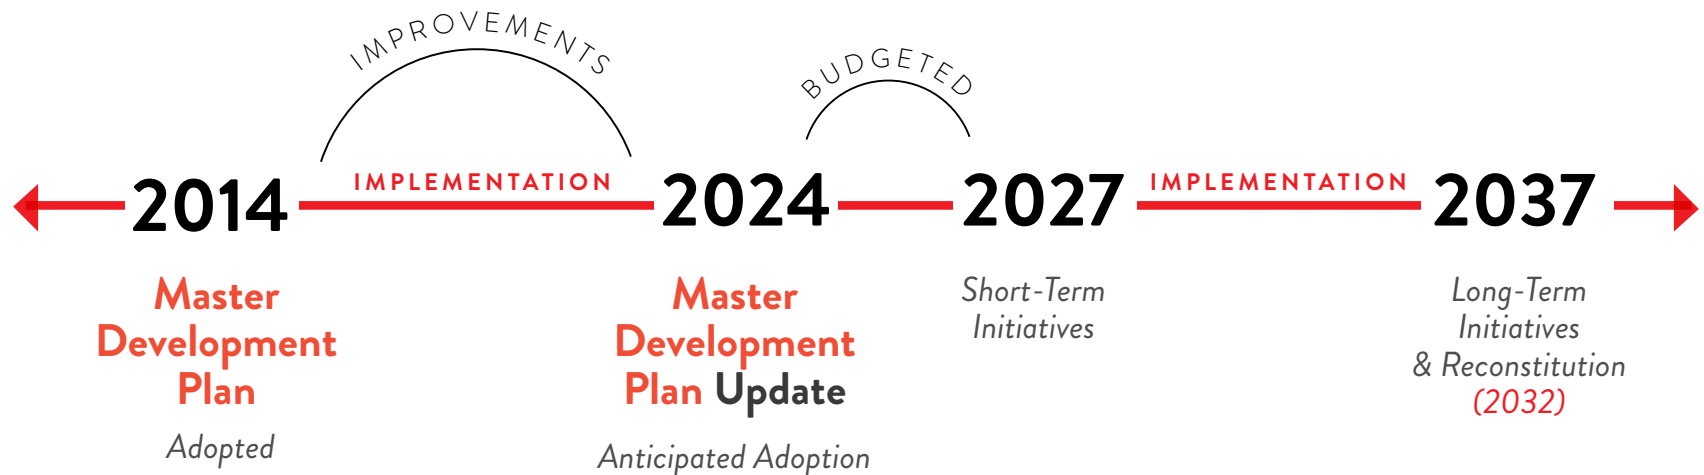 IMPROVEMENTS
BUDGETED
2014
IMPLEMENTATION
2024
2027
IMPLEMENTATION
2037
Master
Development
Plan
Adopted
Master
Development
Plan Update
Anticipated Adoption
Short-Term
Initiatives
Long-Term
Initiatives
& Reconstitution
(2032)